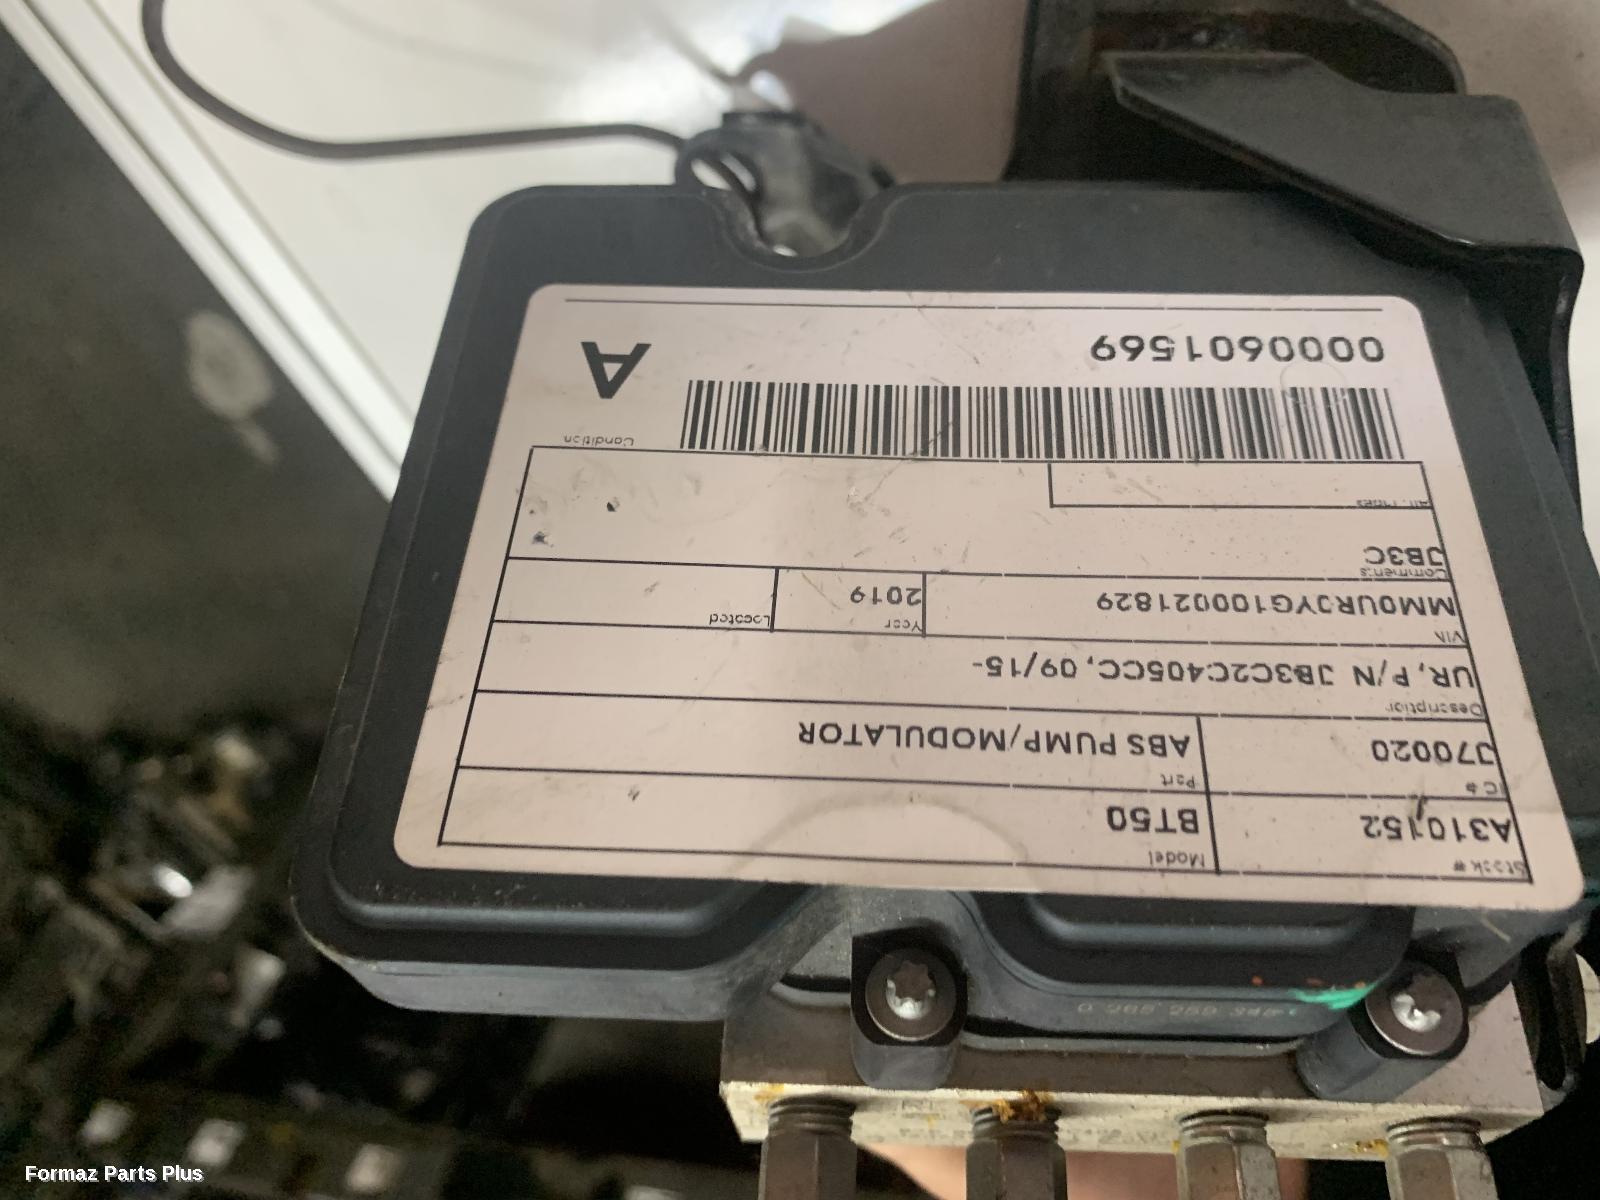 Stock #
Model
A310152
BT50
IC#
Part
J70020
ABS PUMP/MODULATOR
Description
UR, P/N JB3C2C405CC, 09/15-
VIN
Year
Located
MM0UR0YG100021829
2019
Comments
JB3C
Condition
0000601569
A
Formaz Parts Plus